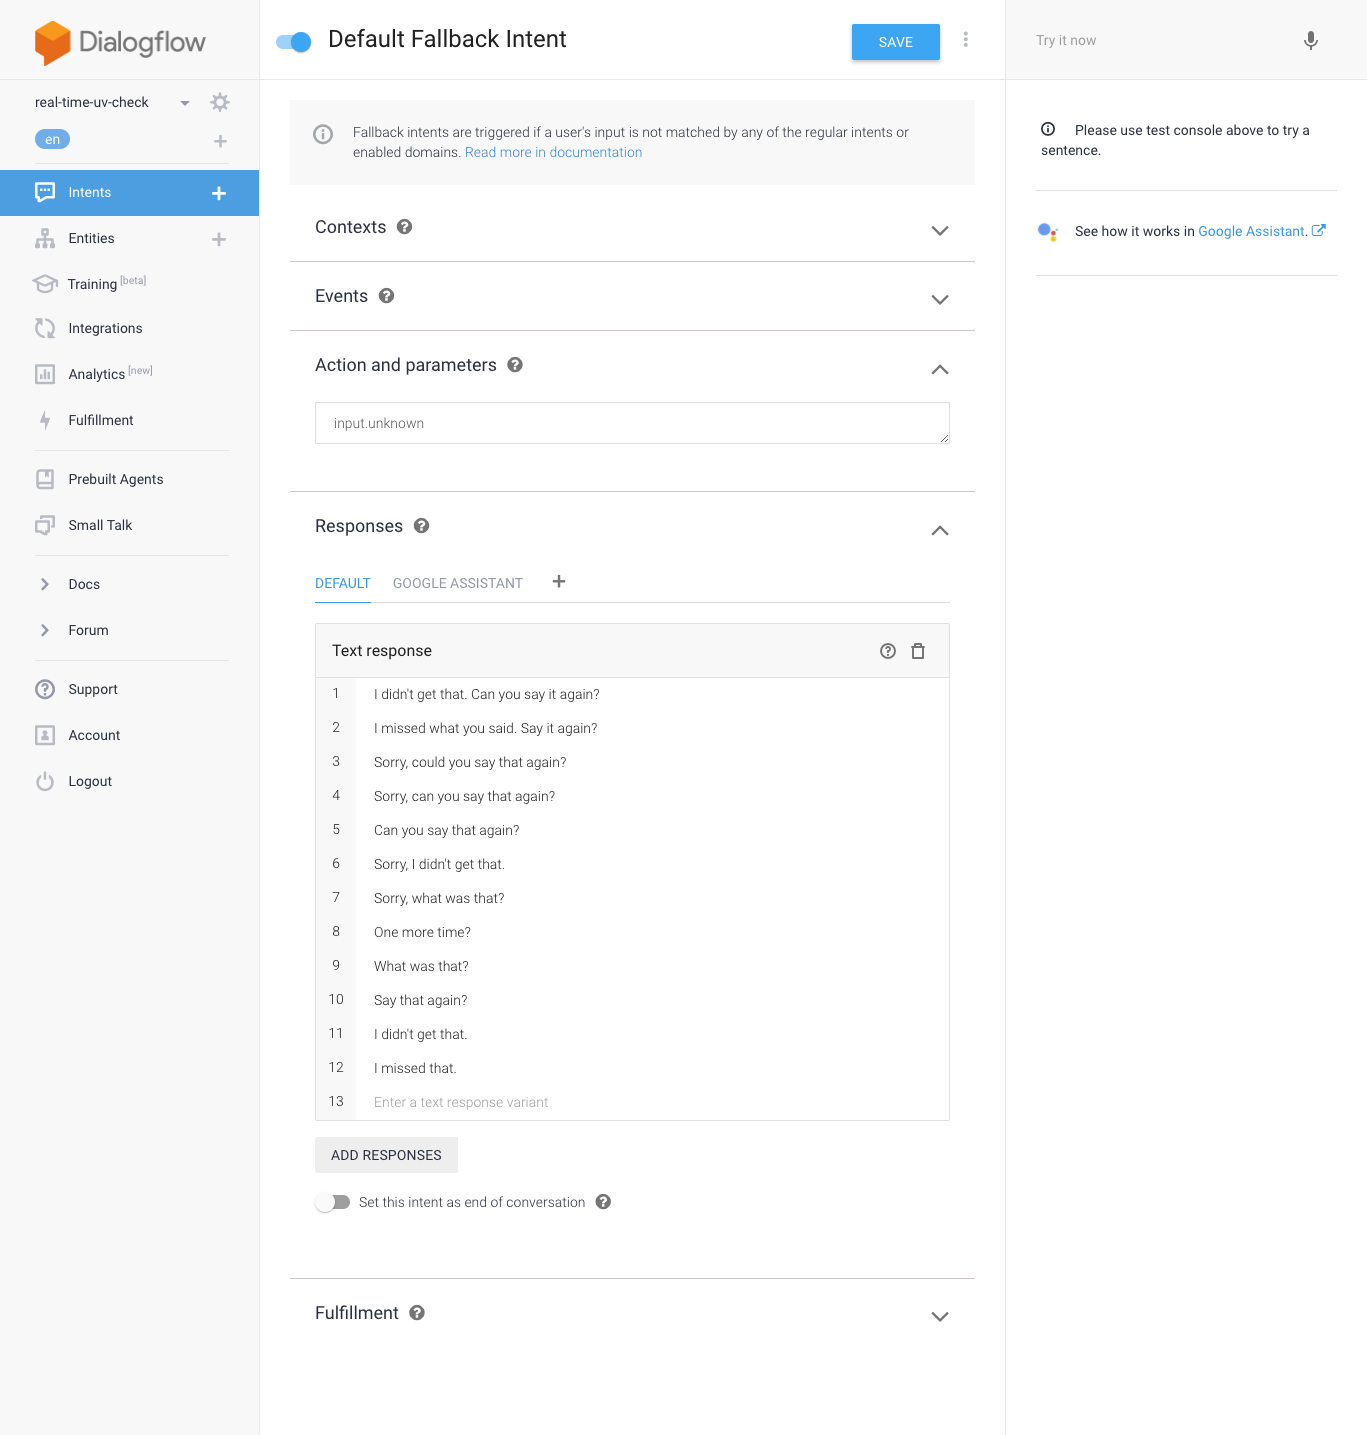 Dialogflow
real-time-uv-check
en
Intents
Entities
Training [beta]
Integrations
Analytics [new]
Fulfillment
Prebuilt Agents
Small Talk
Docs
Forum
Support
Account
Logout
Default Fallback Intent
SAVE
Fallback intents are triggered if a user's input is not matched by any of the regular intents or
enabled domains. Read more in documentation
Contexts
Events
Action and parameters
input.unknown
Responses
DEFAULT GOOGLE ASSISTANT
Text response
1 I didn't get that. Can you say it again?
2 I missed what you said. Say it again?
3 Sorry, could you say that again?
4 Sorry, can you say that again?
5 Can you say that again?
6 Sorry, I didn't get that.
7 Sorry, what was that?
8 One more time?
9 What was that?
10 Say that again?
11 I didn't get that.
12 I missed that.
13 Enter a text response variant
ADD RESPONSES
Set this intent as end of conversation
Fulfillment
Try it now
Please use test console above to try a
sentence.
See how it works in Google Assistant.